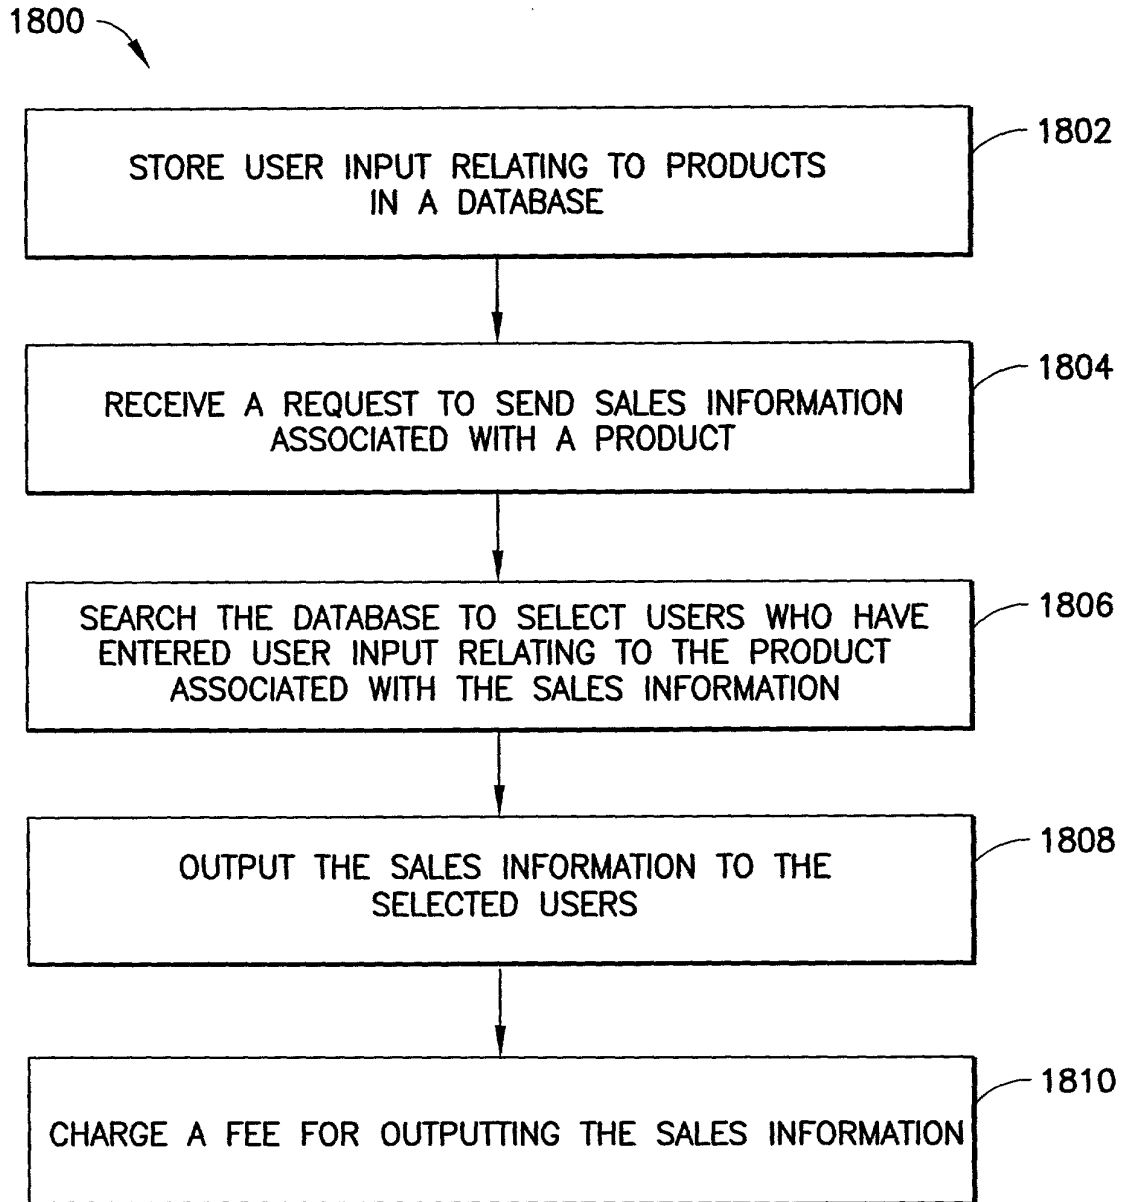 1800
1802
STORE USER INPUT RELATING TO PRODUCTS
IN A DATABASE
1804
RECEIVE A REQUEST TO SEND SALES INFORMATION
ASSOCIATED WITH A PRODUCT
1806
SEARCH THE DATABASE TO SELECT USERS WHO HAVE
ENTERED USER INPUT RELATING TO THE PRODUCT
ASSOCIATED WITH THE SALES INFORMATION
1808
OUTPUT THE SALES INFORMATION TO THE
SELECTED USERS
1810
CHARGE A FEE FOR OUTPUTTING THE SALES INFORMATION